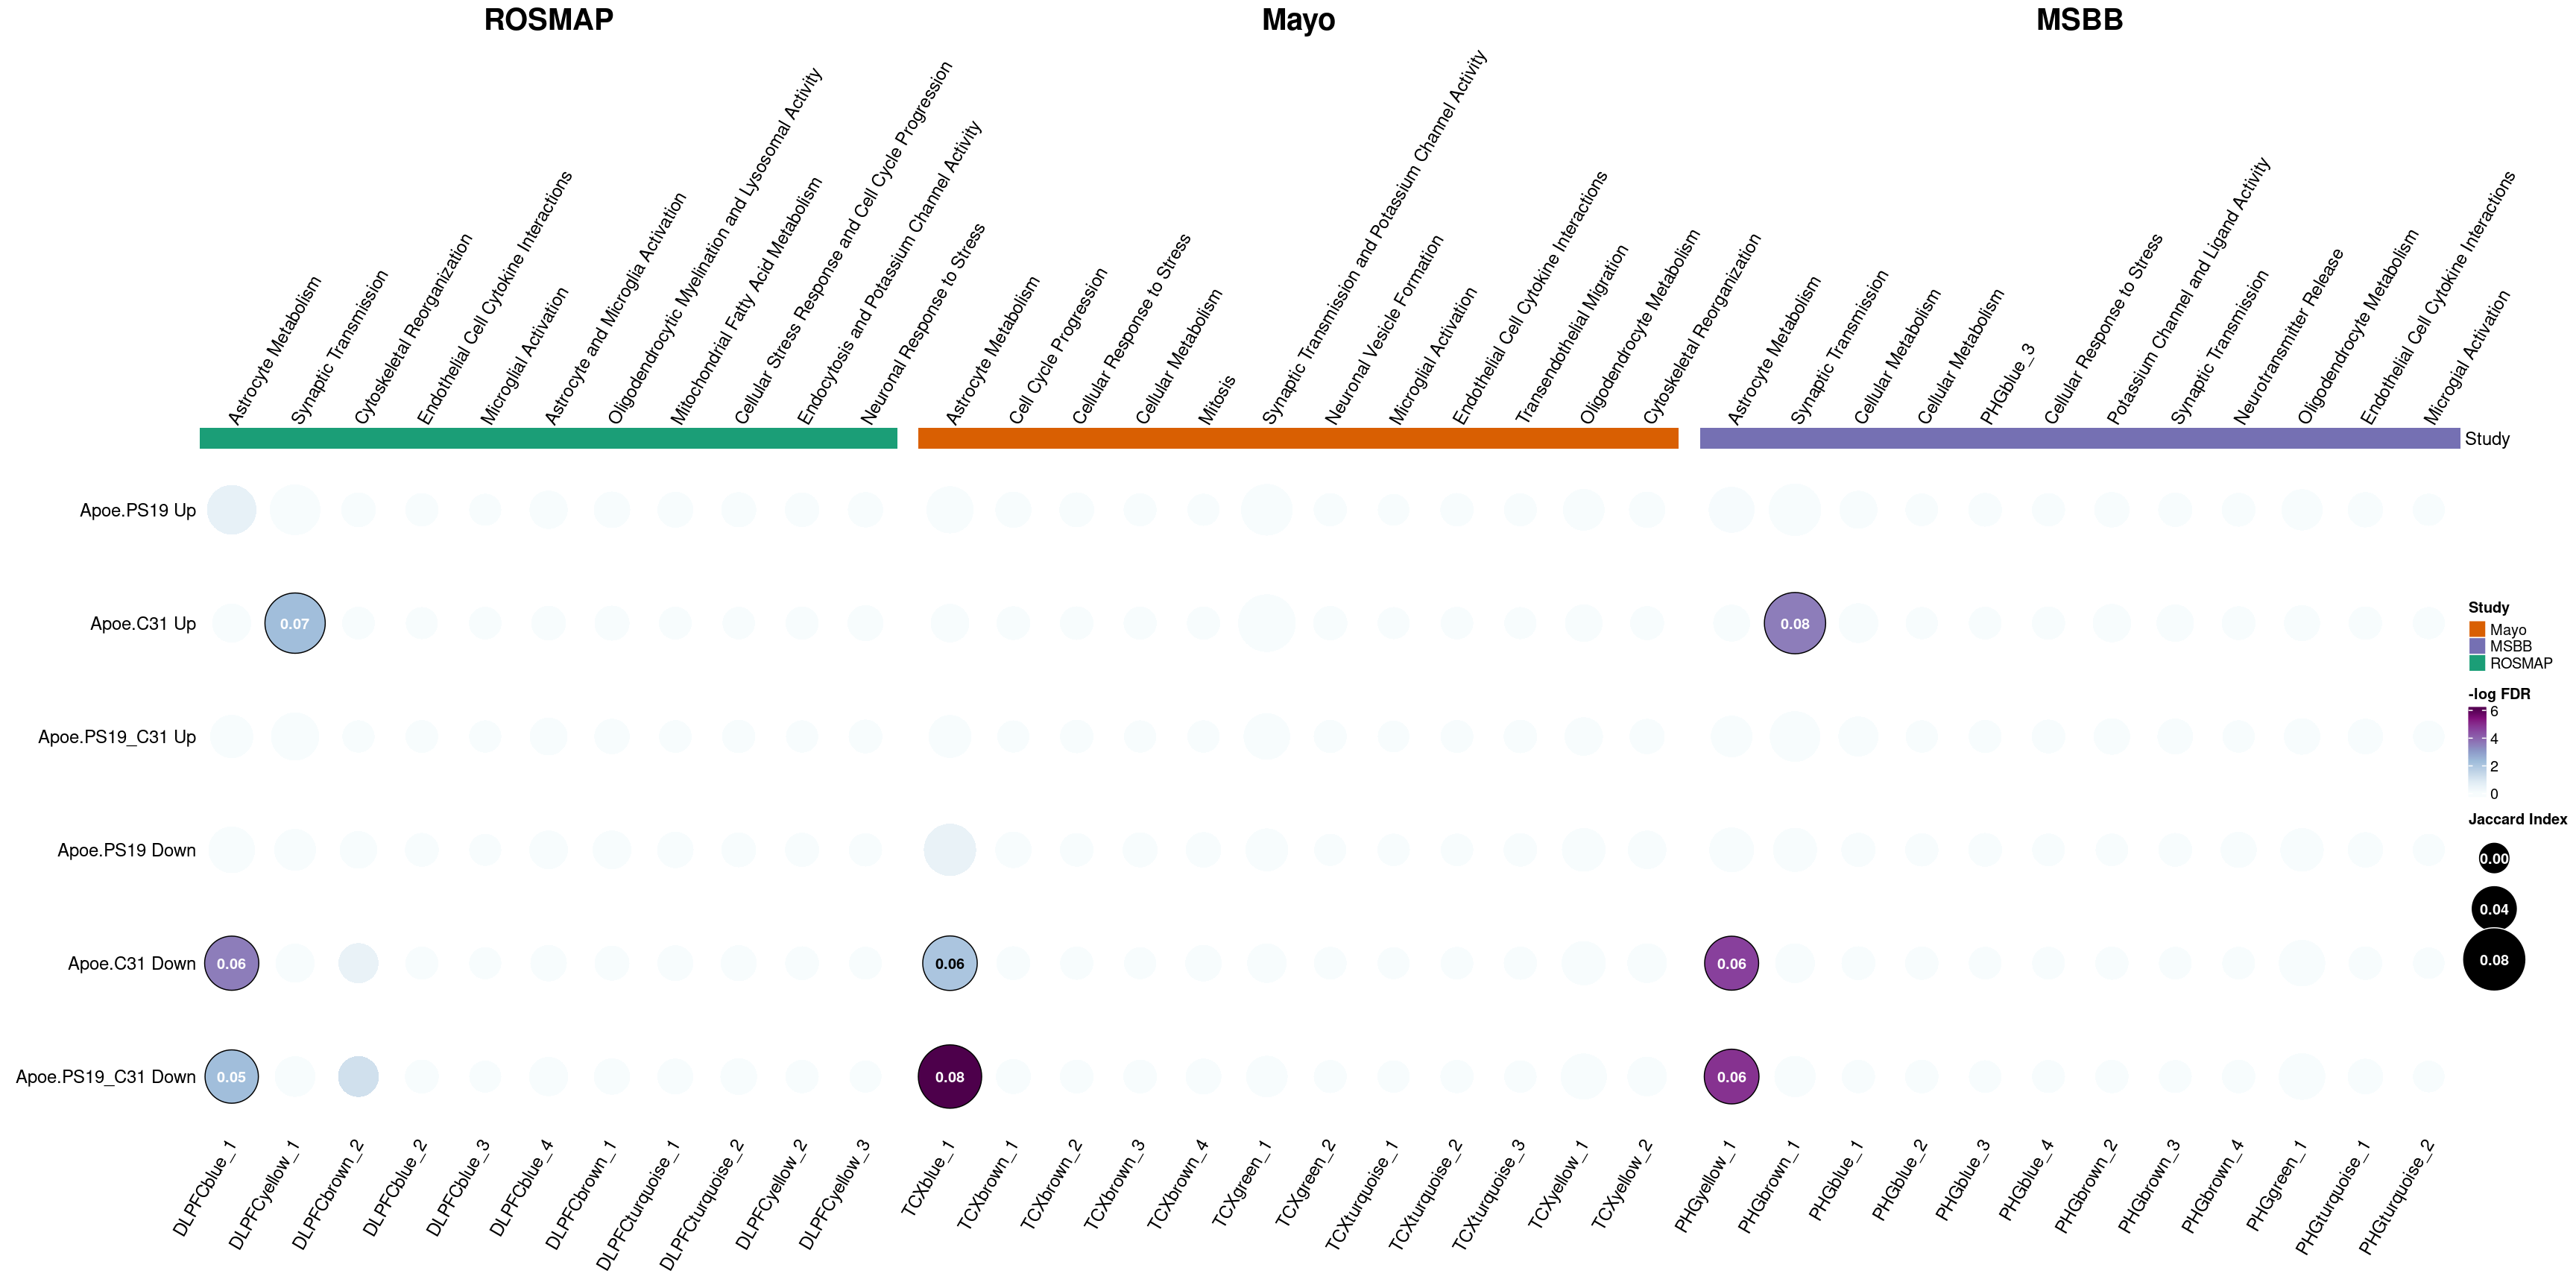 ROSMAP
Mayo
MSBB
Astrocyte Metabolism
Synaptic Transmission
Cytoskeletal Reorganization
Endothelial Cell Cytokine Interactions
Microglial Activation
Astrocyte and Microglia Activation
Oligodendrocytic Myelination and Lysosomal Activity
Mitochondrial Fatty Acid Metabolism
Cellular Stress Response and Cell Cycle Progression
Endocytosis and Potassium Channel Activity
Neuronal Response to Stress
Astrocyte Metabolism
Cell Cycle Progression
Cellular Response to Stress
Cellular Metabolism
Mitosis
Synaptic Transmission and Potassium Channel Activity
Neuronal Vesicle Formation
Microglial Activation
Endothelial Cell Cytokine Interactions
Transendothelial Migration
Oligodendrocyte Metabolism
Cytoskeletal Reorganization
Astrocyte Metabolism
Synaptic Transmission
Cellular Metabolism
Cellular Metabolism
PHGblue_3
Cellular Response to Stress
Potassium Channel and Ligand Activity
Synaptic Transmission
Neurotransmitter Release
Oligodendrocyte Metabolism
Endothelial Cell Cytokine Interactions
Microglial Activation
Study
Apoe.PS19 Up
Apoe.C31 Up
0.07
0.08
Apoe.PS19_C31 Up
Apoe.PS19 Down
Apoe.C31 Down
0.06
0.06
0.06
Apoe.PS19_C31 Down
0.05
0.08
0.06
DLPFCblue_1
DLPFCyellow_1
DLPFCbrown_2
DLPFCblue_2
DLPFCblue_3
DLPFCblue_4
DLPFCbrown_1
DLPFCturquoise_1
DLPFCturquoise_2
DLPFCyellow_2
DLPFCyellow_3
TCXblue_1
TCXbrown_1
TCXbrown_2
TCXbrown_3
TCXbrown_4
TCXgreen_1
TCXgreen_2
TCXturquoise_1
TCXturquoise_2
TCXturquoise_3
TCXyellow_1
TCXyellow_2
PHGyellow_1
PHGbrown_1
PHGblue_1
PHGblue_2
PHGblue_3
PHGblue_4
PHGbrown_2
PHGbrown_3
PHGbrown_4
PHGgreen_1
PHGturquoise_1
PHGturquoise_2
Study
Mayo
MSBB
ROSMAP
-log FDR
6
4
2
0
Jaccard Index
0.00
0.04
0.08